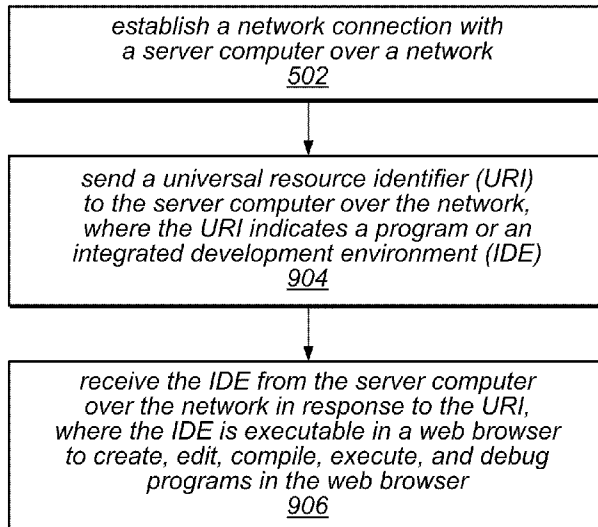 establish a network connection with
a server computer over a network
502
send a universal resource identifier (URI)
to the server computer over the network,
where the URI indicates a program or an
integrated development environment (IDE)
904
receive the IDE from the server computer
over the network in response to the URI,
where the IDE is executable in a web browser
to create, edit, compile, execute, and debug
programs in the web browser
906